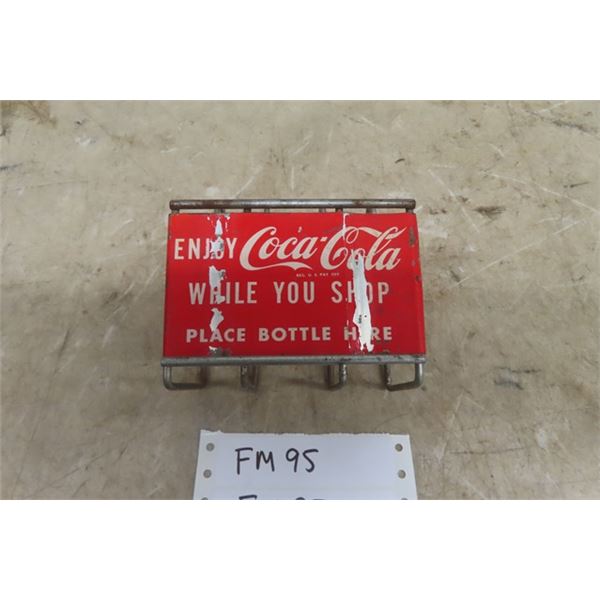 ENJOY Coca-Cola
REG. U.S. PAT. OFF.
WHILE YOU SHOP
PLACE BOTTLE HERE
FM 95